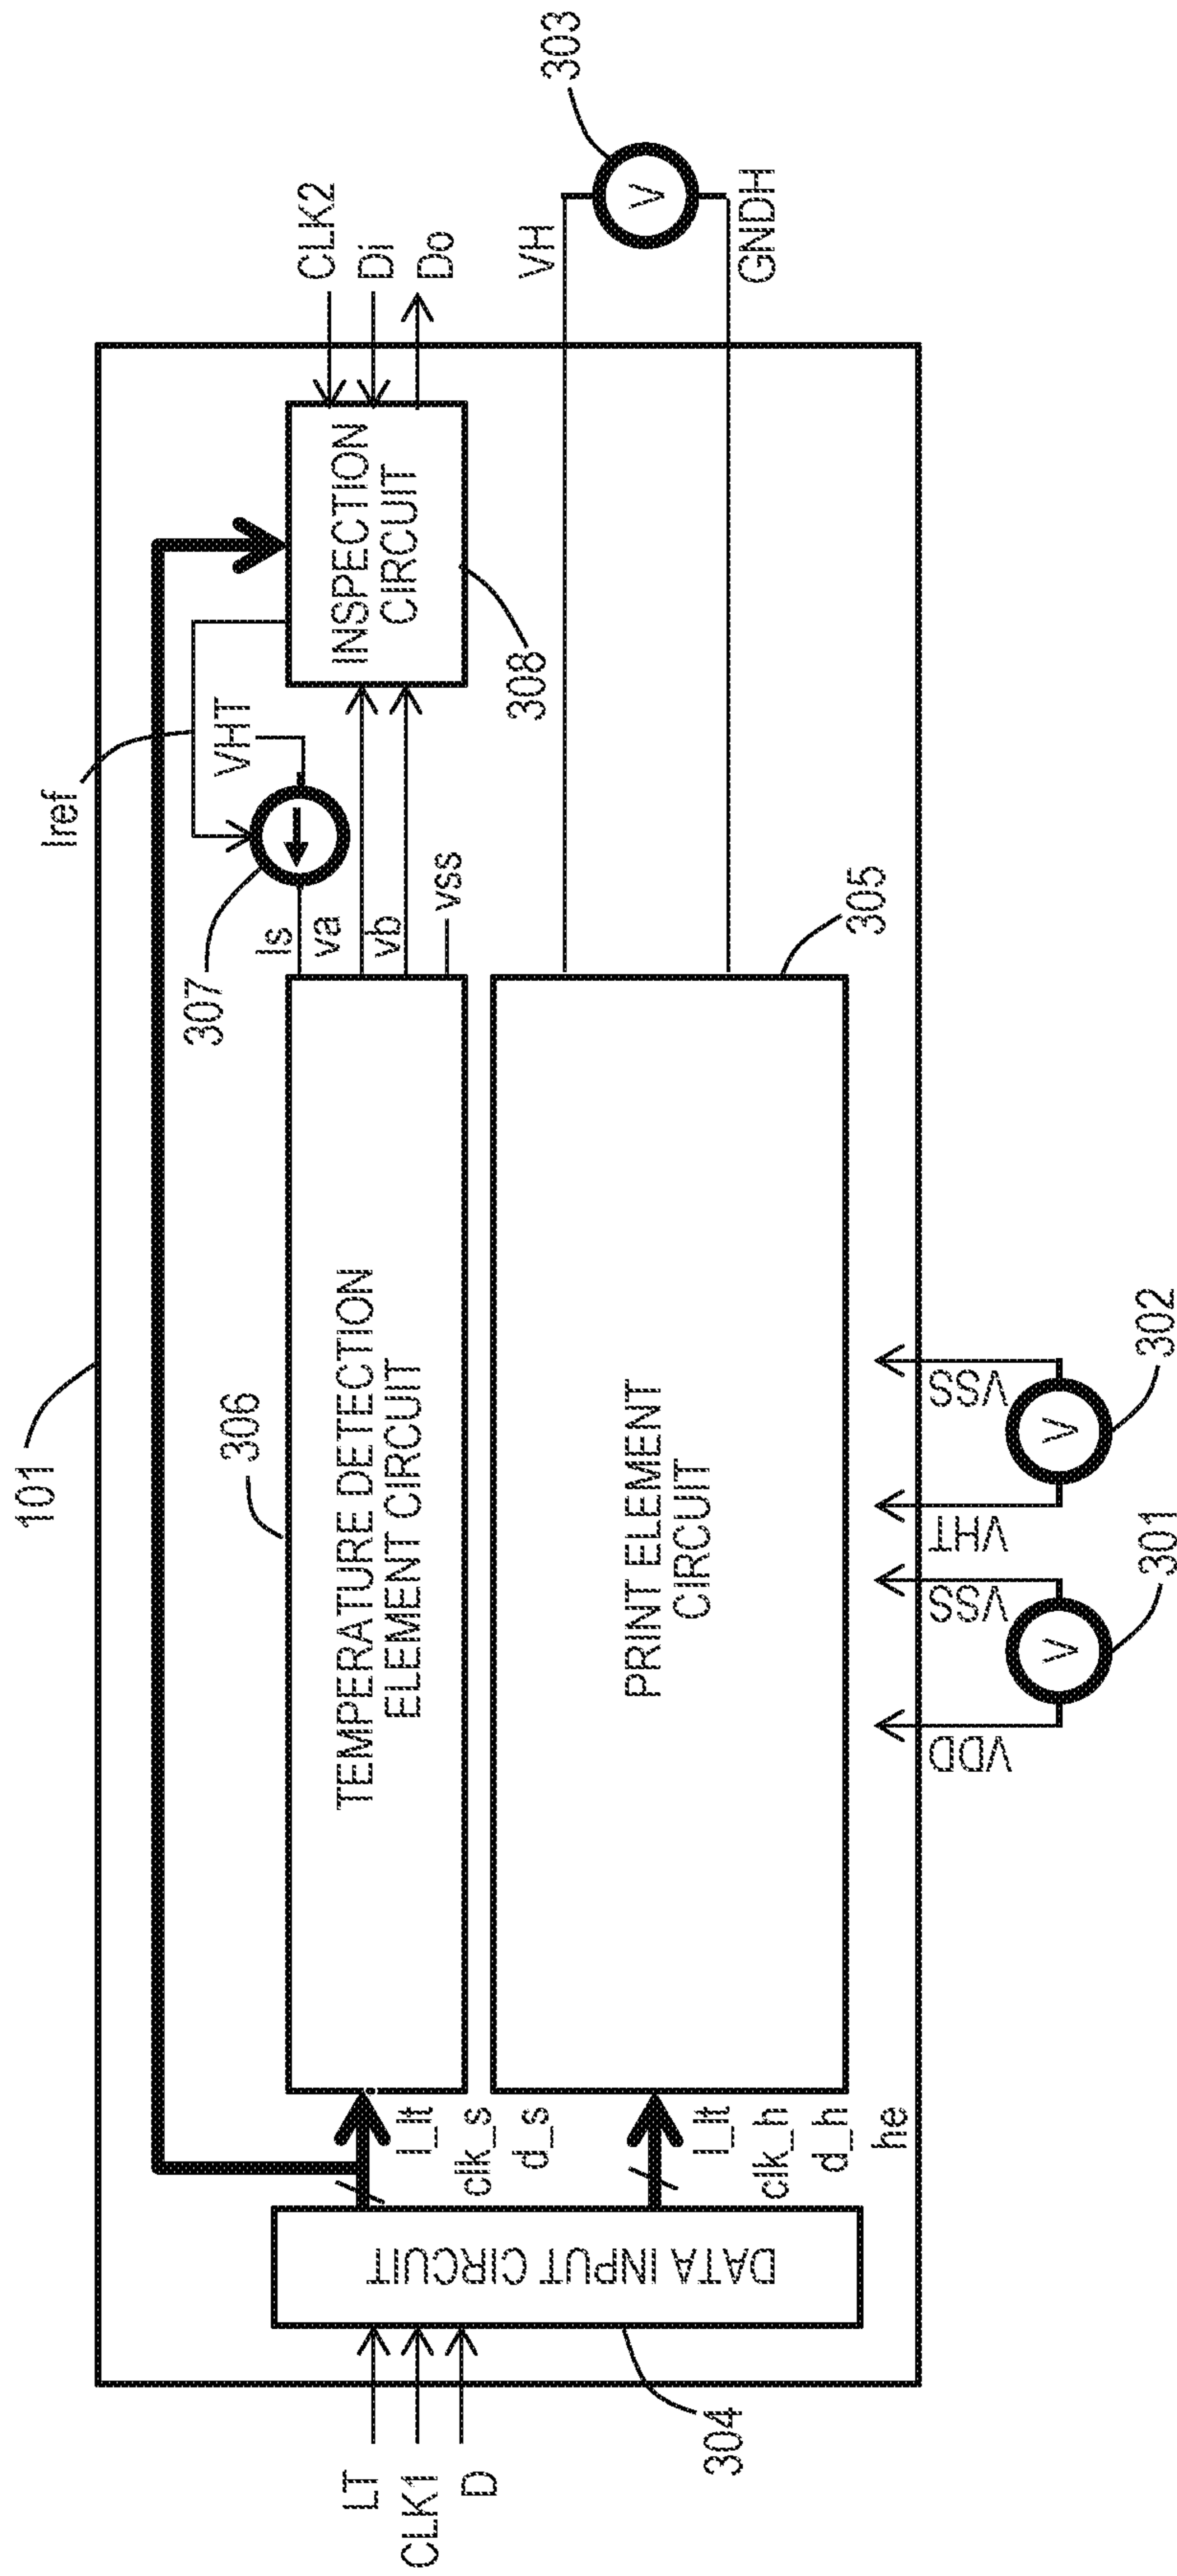 101
LT
CLK1
D
304
DATA INPUT CIRCUIT
l_lt
clk_s
d_s
l_lt
clk_h
d_h
he
306
TEMPERATURE DETECTION
ELEMENT CIRCUIT
PRINT ELEMENT
CIRCUIT
305
307
Is
va
vb
vss
Iref
VHT
INSPECTION
CIRCUIT
308
CLK2
Di
Do
VH
GNDH
V
303
VDD
VSS
V
301
VHT
VSS
V
302